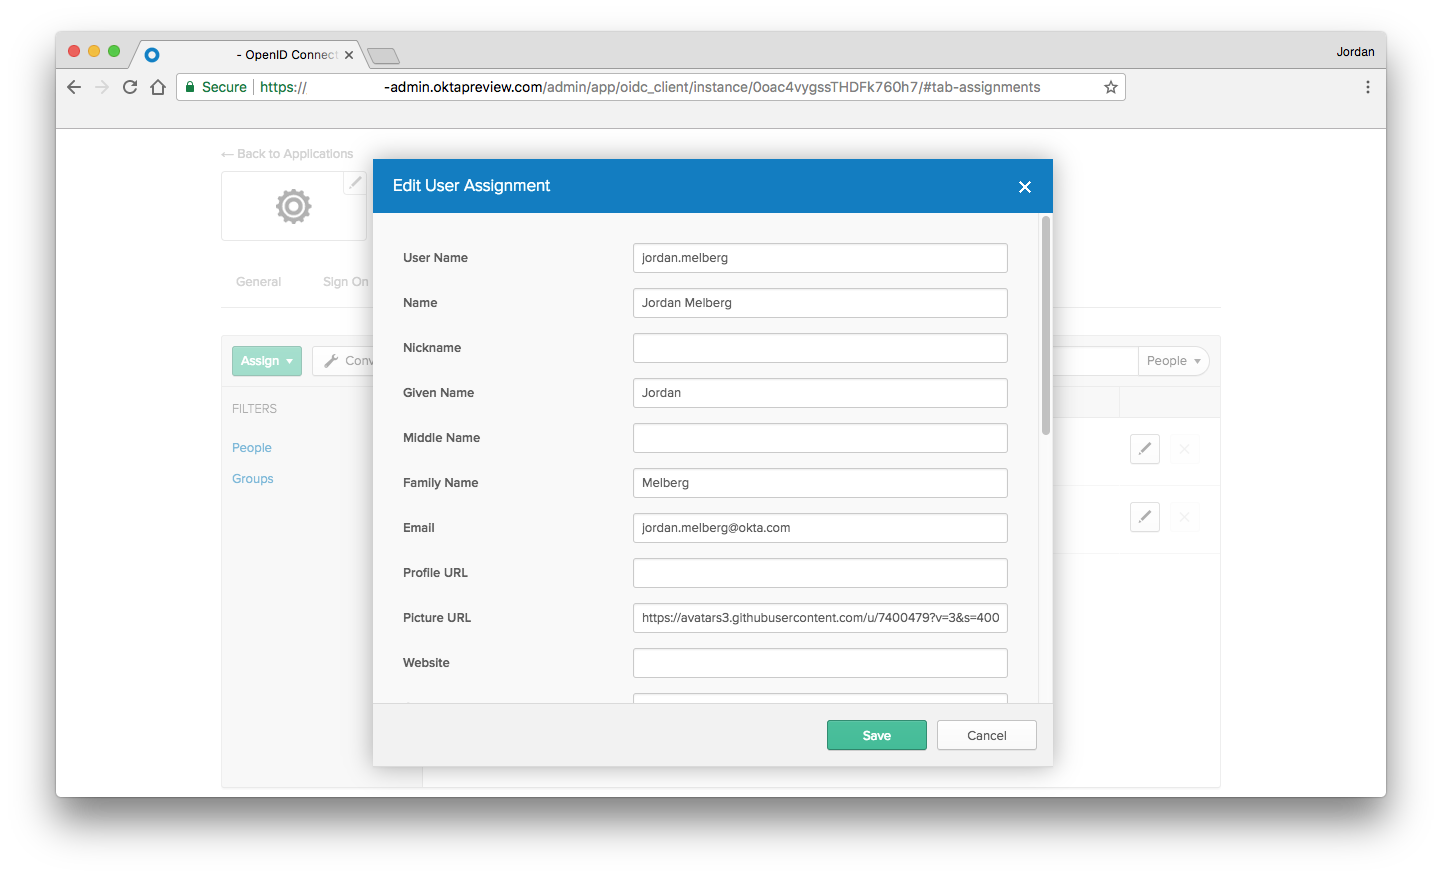 - OpenID Connect
Jordan
Secure https:// -admin.oktapreview.com/admin/app/oidc_client/instance/0oac4vygssTHDFk760h7/#tab-assignments
← Back to Applications
Edit User Assignment
General
Sign On
Assign
Conv
People
FILTERS
People
Groups
User Name
jordan.melberg
Name
Jordan Melberg
Nickname
Given Name
Jordan
Middle Name
Family Name
Melberg
Email
jordan.melberg@okta.com
Profile URL
Picture URL
https://avatars3.githubusercontent.com/u/7400479?v=3&s=400
Website
Save
Cancel